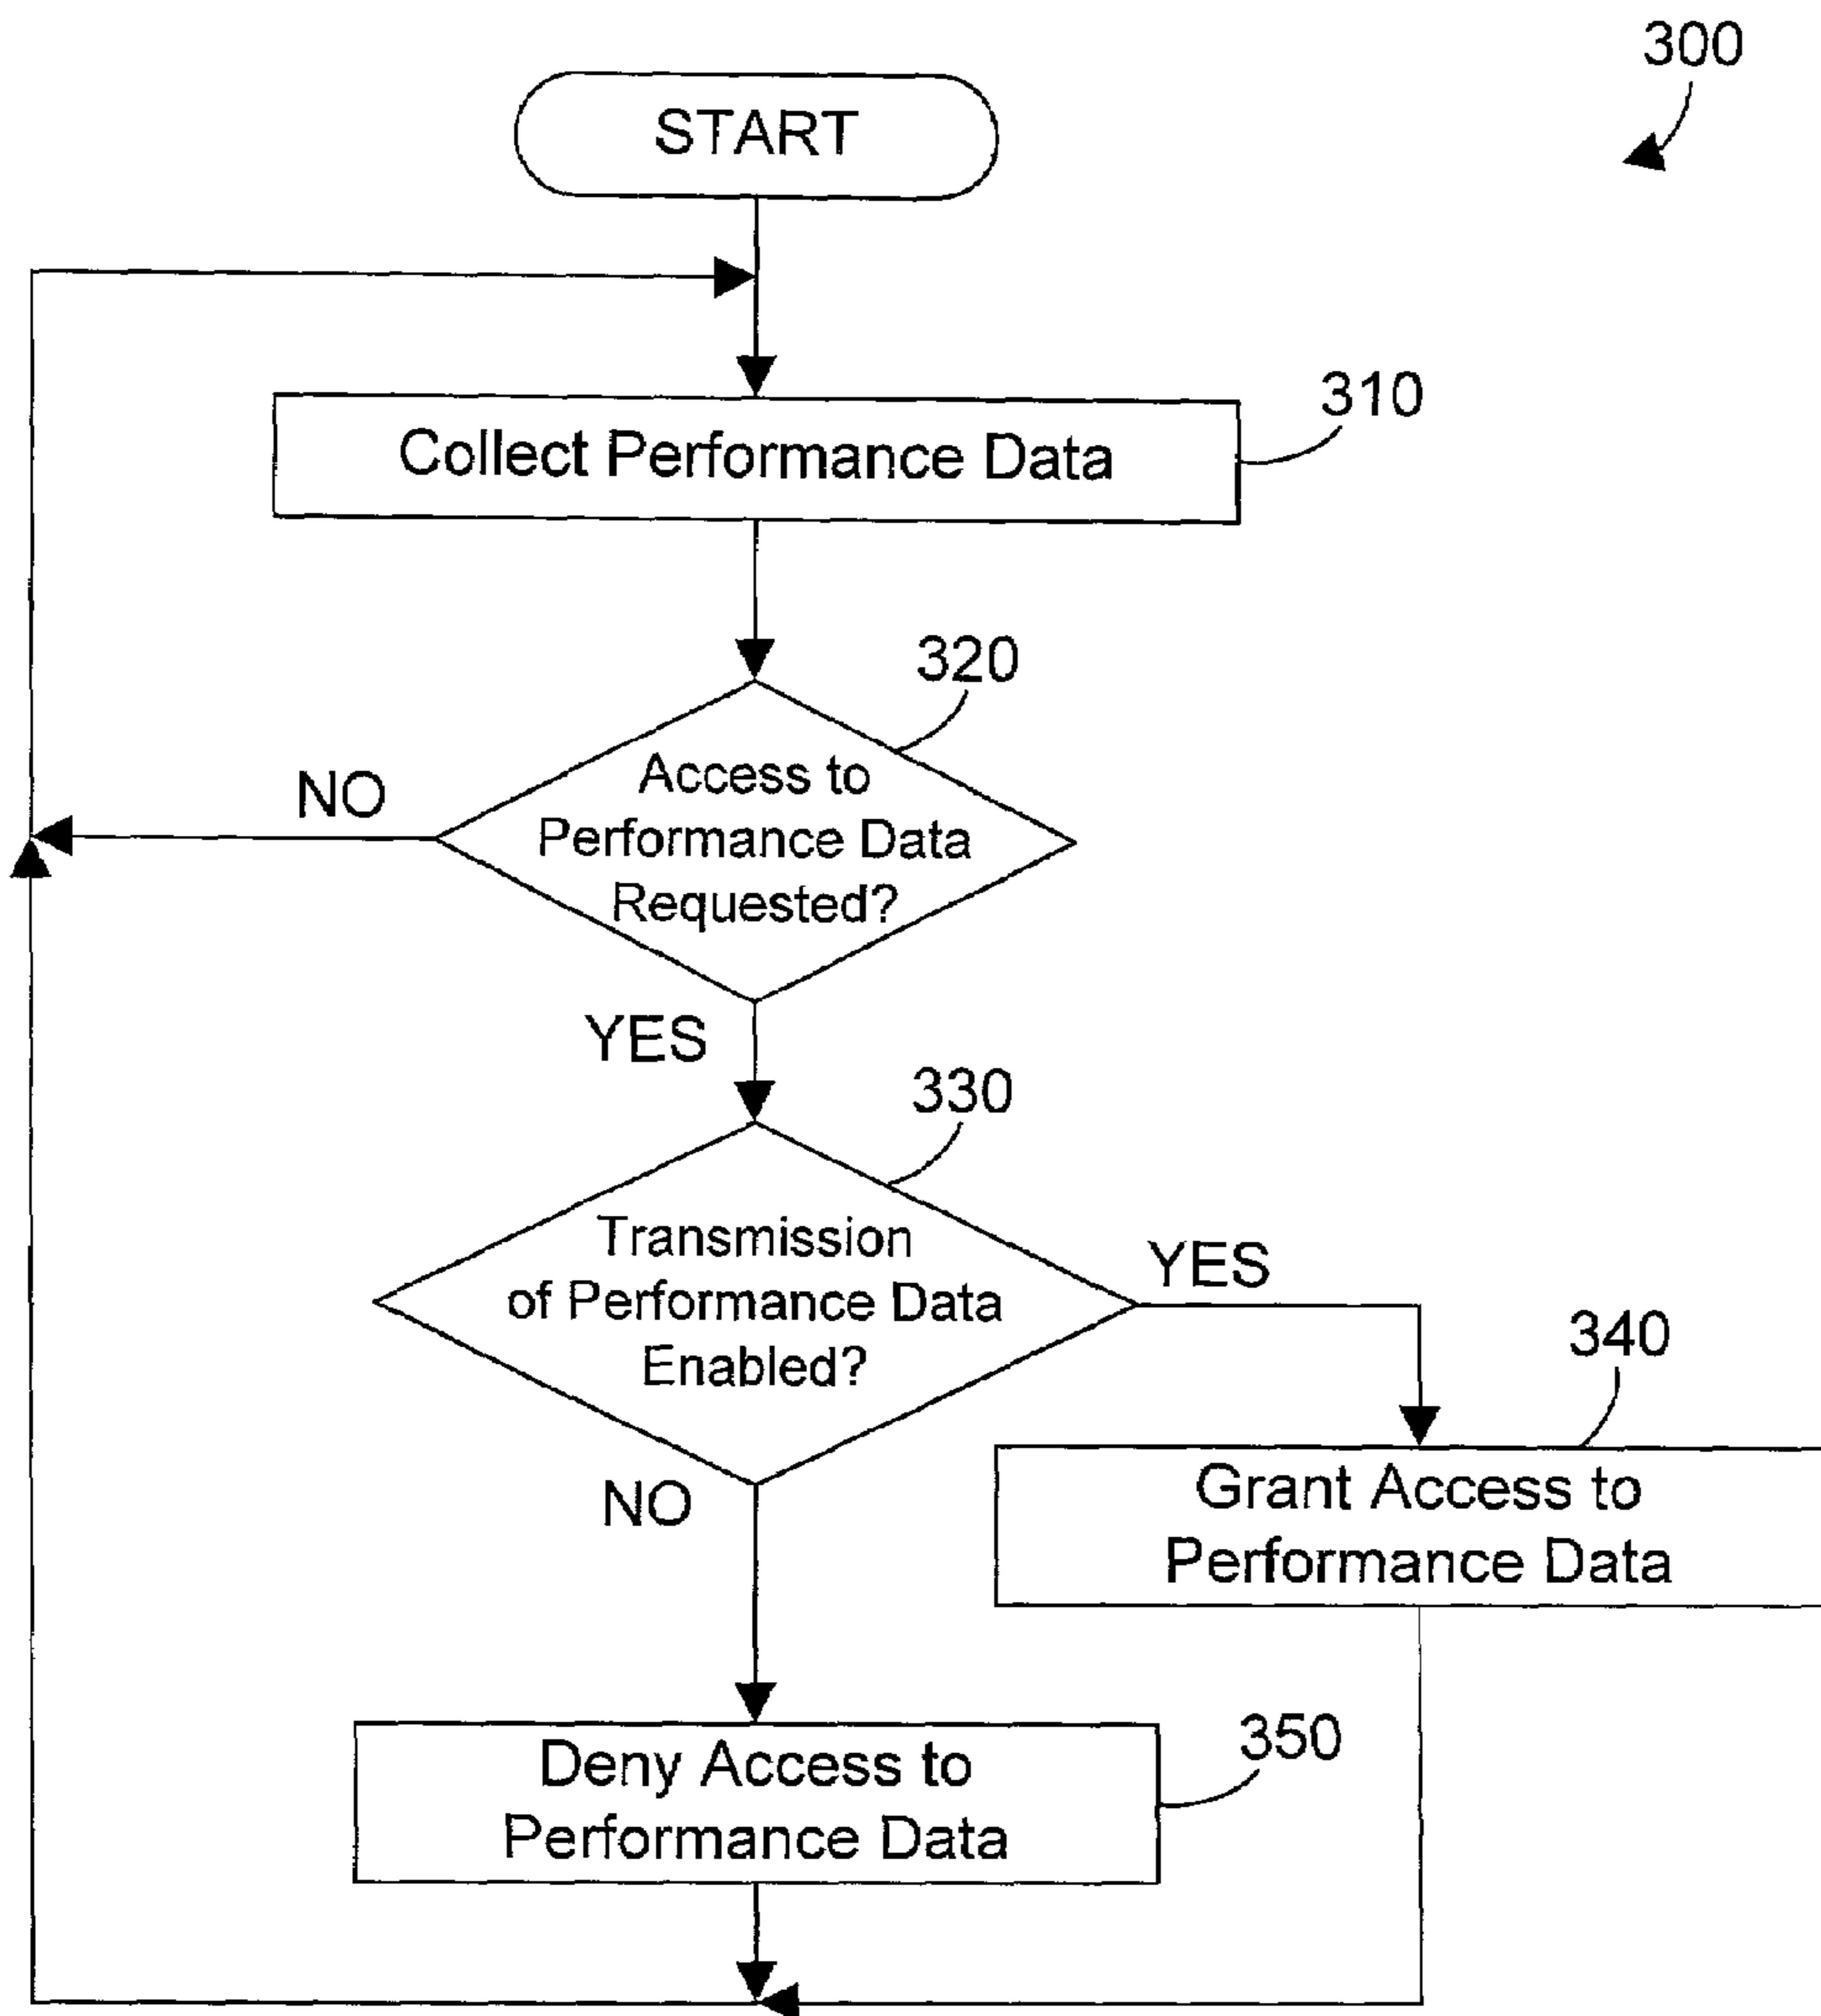 300
START
310
Collect Performance Data
320
Access to
Performance Data
Requested?
NO
YES
330
Transmission
of Performance Data
Enabled?
YES
340
Grant Access to
Performance Data
NO
350
Deny Access to
Performance Data